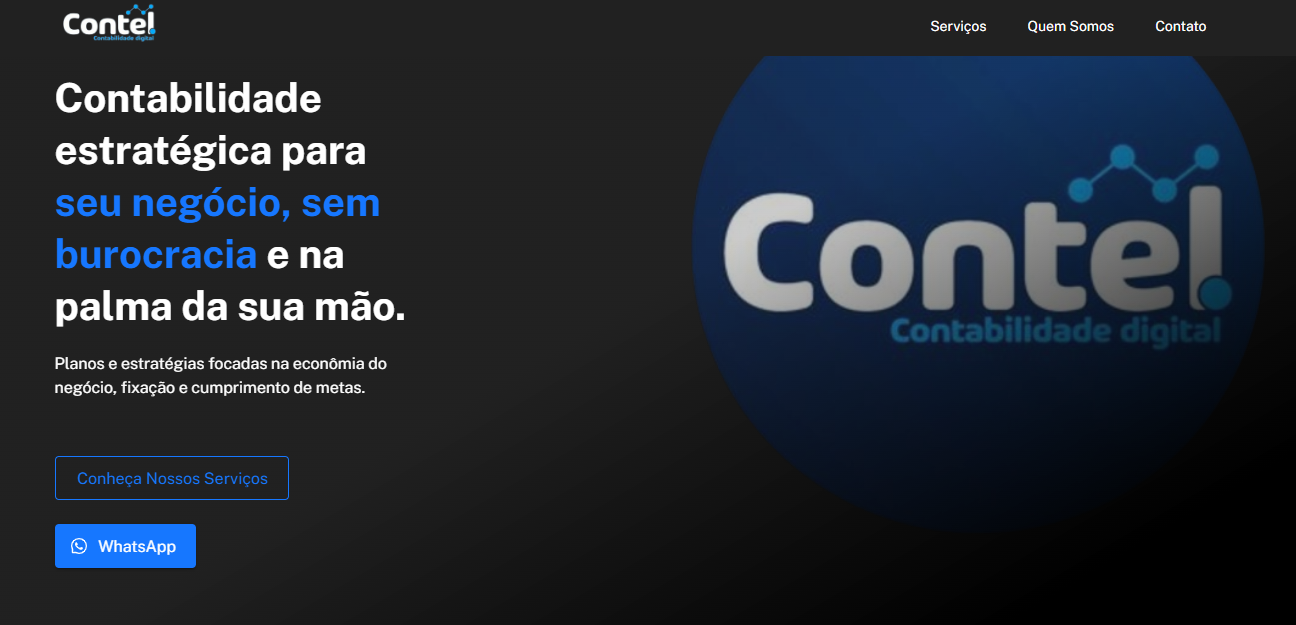 Contel
Contabilidade digital
Serviços
Quem Somos
Contato
Contabilidade
estratégica para
seu negócio, sem
burocracia e na
palma da sua mão.
Planos e estratégias focadas na econômia do
negócio, fixação e cumprimento de metas.
Conheça Nossos Serviços
WhatsApp
Contel
Contabilidade digital